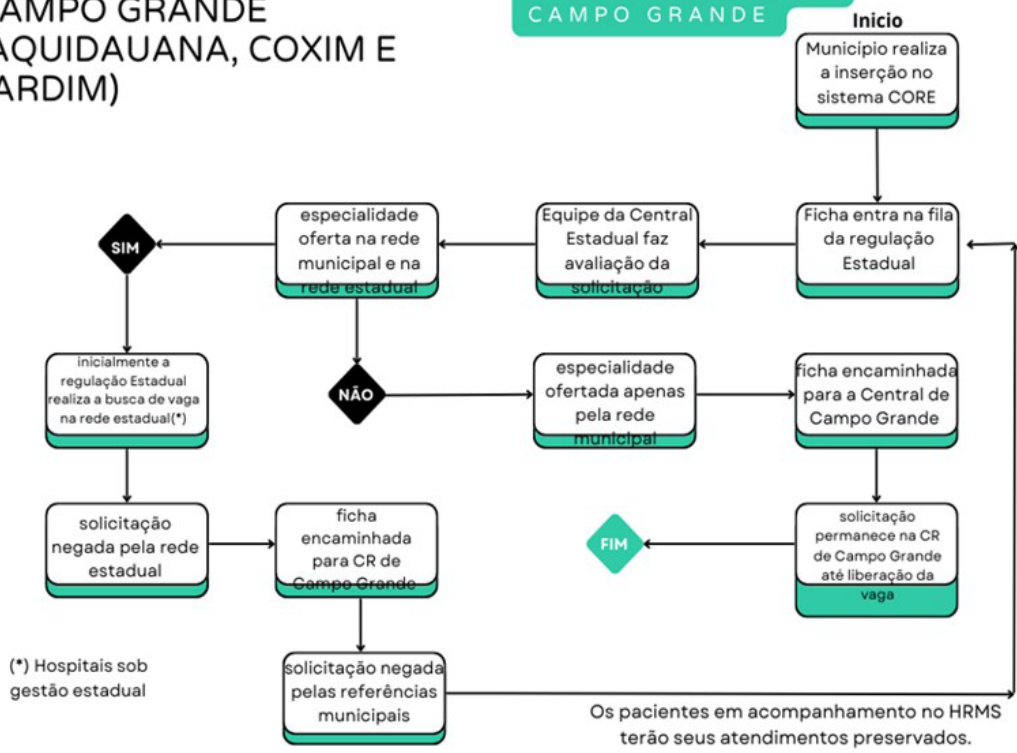 AMPO GRANDE
AQUIDAUANA, COXIM E
ARDIM)
CAMPO GRANDE
Inicio
Município realiza
a inserção no
sistema CORE
Ficha entra na fila
da regulação
Estadual
Equipe da Central
Estadual faz
avaliação da
solicitação
especialidade
oferta na rede
municipal e na
rede estadual
SIM
inicialmente a
regulação Estadual
realiza a busca de vaga
na rede estadual(*)
NÃO
especialidade
ofertada apenas
pela rede
municipal
ficha encaminhada
para a Central de
Campo Grande
solicitação
negada pela rede
estadual
ficha
encaminhada
para CR de
Campo Grande
FIM
solicitação
permanece na CR
de Campo Grande
até liberação da
vaga
(*) Hospitais sob
gestão estadual
solicitação negada
pelas referências
municipais
Os pacientes em acompanhamento no HRMS
terão seus atendimentos preservados.